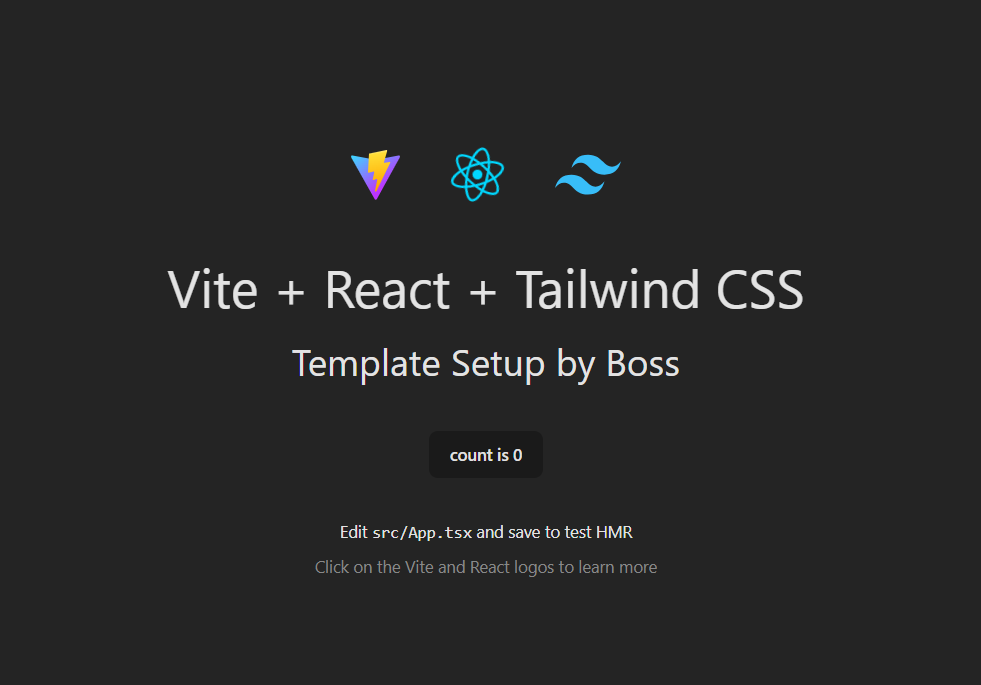 Vite + React + Tailwind CSS
Template Setup by Boss
count is 0
Edit src/App.tsx and save to test HMR
Click on the Vite and React logos to learn more